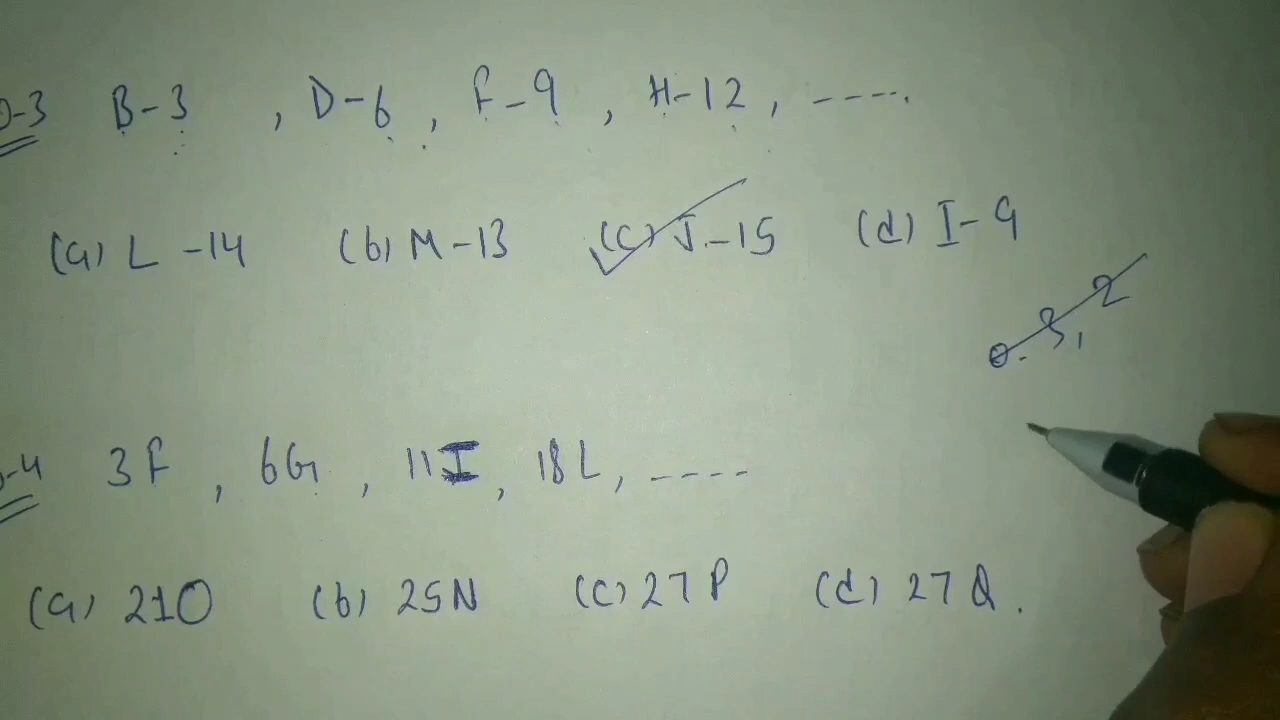 Q-3 B-3 , D-6 , F-9 , H-12 , ----.
(a) L -14 (b) M -13 (c) J -15 (d) I - 9
Q-4 3F , 6G , 11I , 18L , ----
(a) 21O (b) 25N (c) 27P (d) 27Q .